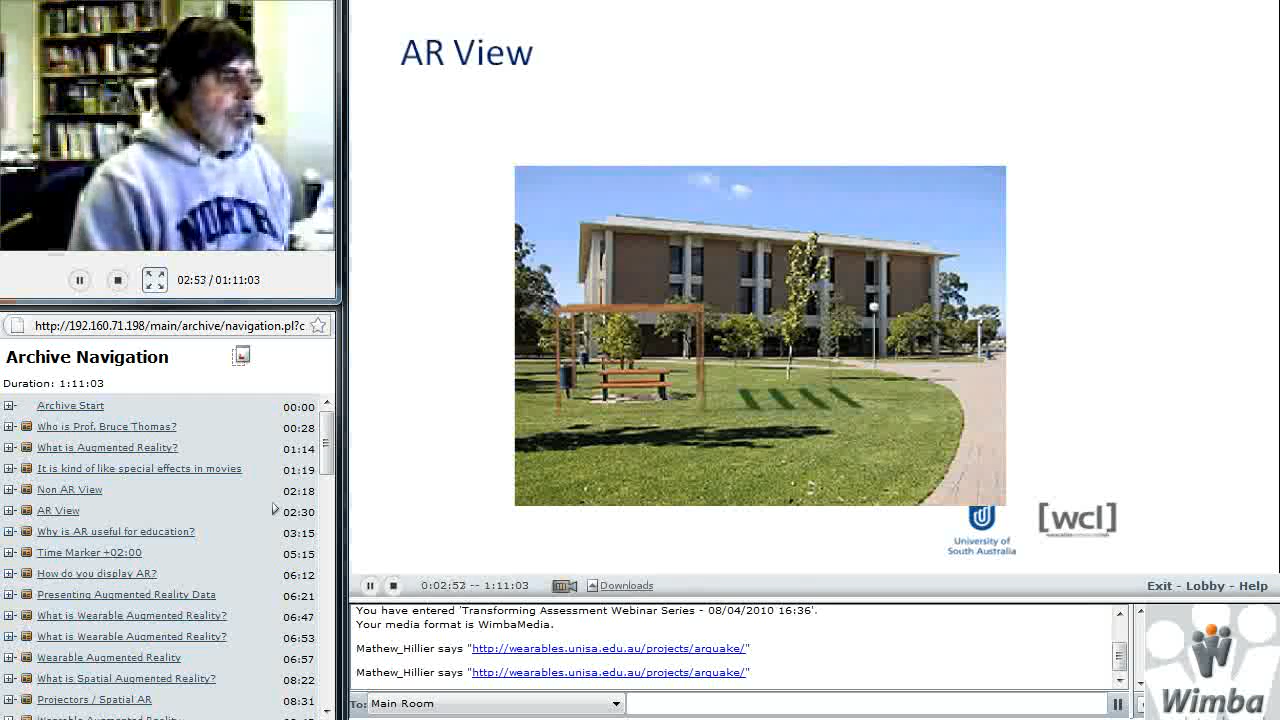 AR View
NORTH
02:53 / 01:11:03
http://192.160.71.198/main/archive/navigation.pl?c
Archive Navigation
Duration: 1:11:03
Archive Start 00:00
Who is Prof. Bruce Thomas? 00:28
What is Augmented Reality? 01:14
It is kind of like special effects in movies 01:19
Non AR View 02:18
AR View 02:30
Why is AR useful for education? 03:15
Time Marker +02:00 05:15
How do you display AR? 06:12
Presenting Augmented Reality Data 06:21
What is Wearable Augmented Reality? 06:47
What is Wearable Augmented Reality? 06:53
Wearable Augmented Reality 06:57
What is Spatial Augmented Reality? 08:22
Projectors / Spatial AR 08:31
University of
South Australia
[wcl]
0:02:57 -- 1:11:03 Downloads Exit - Lobby - Help
You have entered 'Transforming Assessment Webinar Series - 08/04/2010 16:36'.
Your media format is WimbaMedia.
Mathew_Hillier says "http://wearables.unisa.edu.au/projects/arquake/"
Mathew_Hillier says "http://wearables.unisa.edu.au/projects/arquake/"
To: Main Room
Wimba